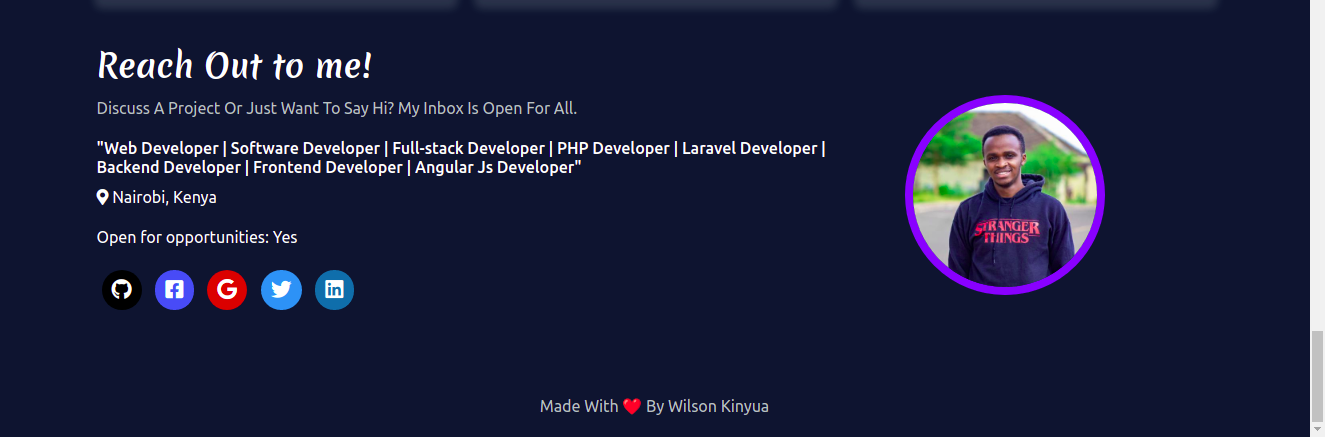 Reach Out to me!
Discuss A Project Or Just Want To Say Hi? My Inbox Is Open For All.
"Web Developer | Software Developer | Full-stack Developer | PHP Developer | Laravel Developer |
Backend Developer | Frontend Developer | Angular Js Developer"
Nairobi, Kenya
Open for opportunities: Yes
STRANGER
THINGS
Made With ❤️ By Wilson Kinyua